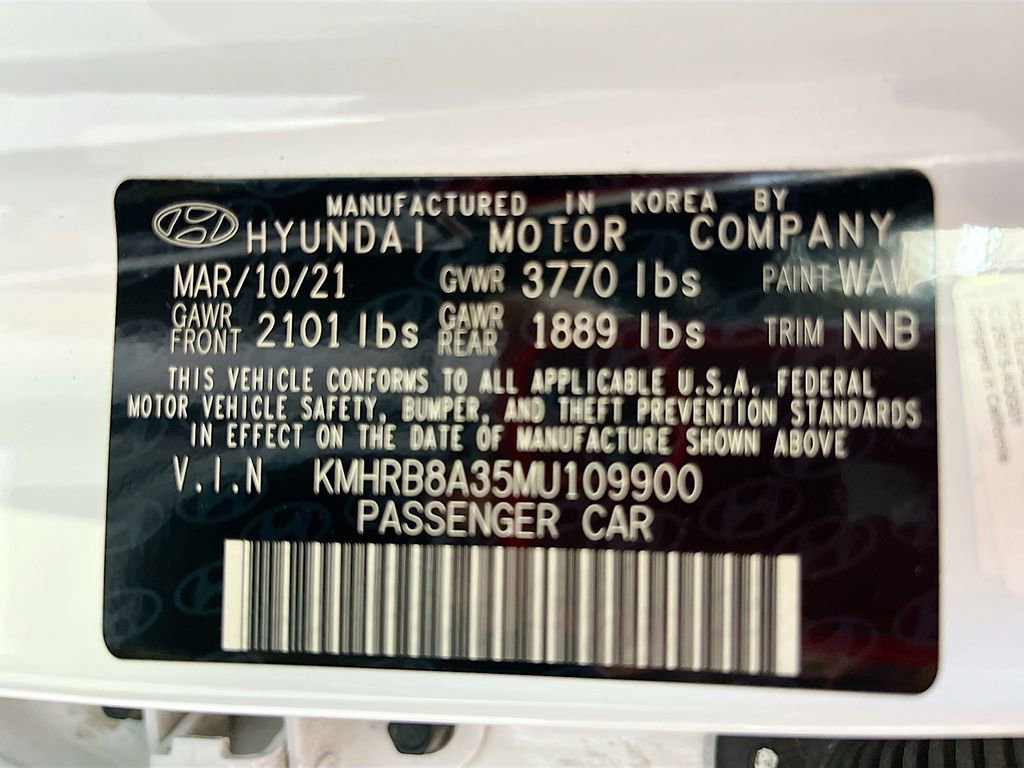 MANUFACTURED IN KOREA BY
HYUNDAI MOTOR COMPANY
MAR/10/21 GVWR 3770 lbs PAINT WAW
GAWR FRONT 2101 lbs GAWR REAR 1889 lbs TRIM NNB
THIS VEHICLE CONFORMS TO ALL APPLICABLE U.S.A. FEDERAL
MOTOR VEHICLE SAFETY, BUMPER, AND THEFT PREVENTION STANDARDS
IN EFFECT ON THE DATE OF MANUFACTURE SHOWN ABOVE
V.I.N KMHRB8A35MU109900
PASSENGER CAR